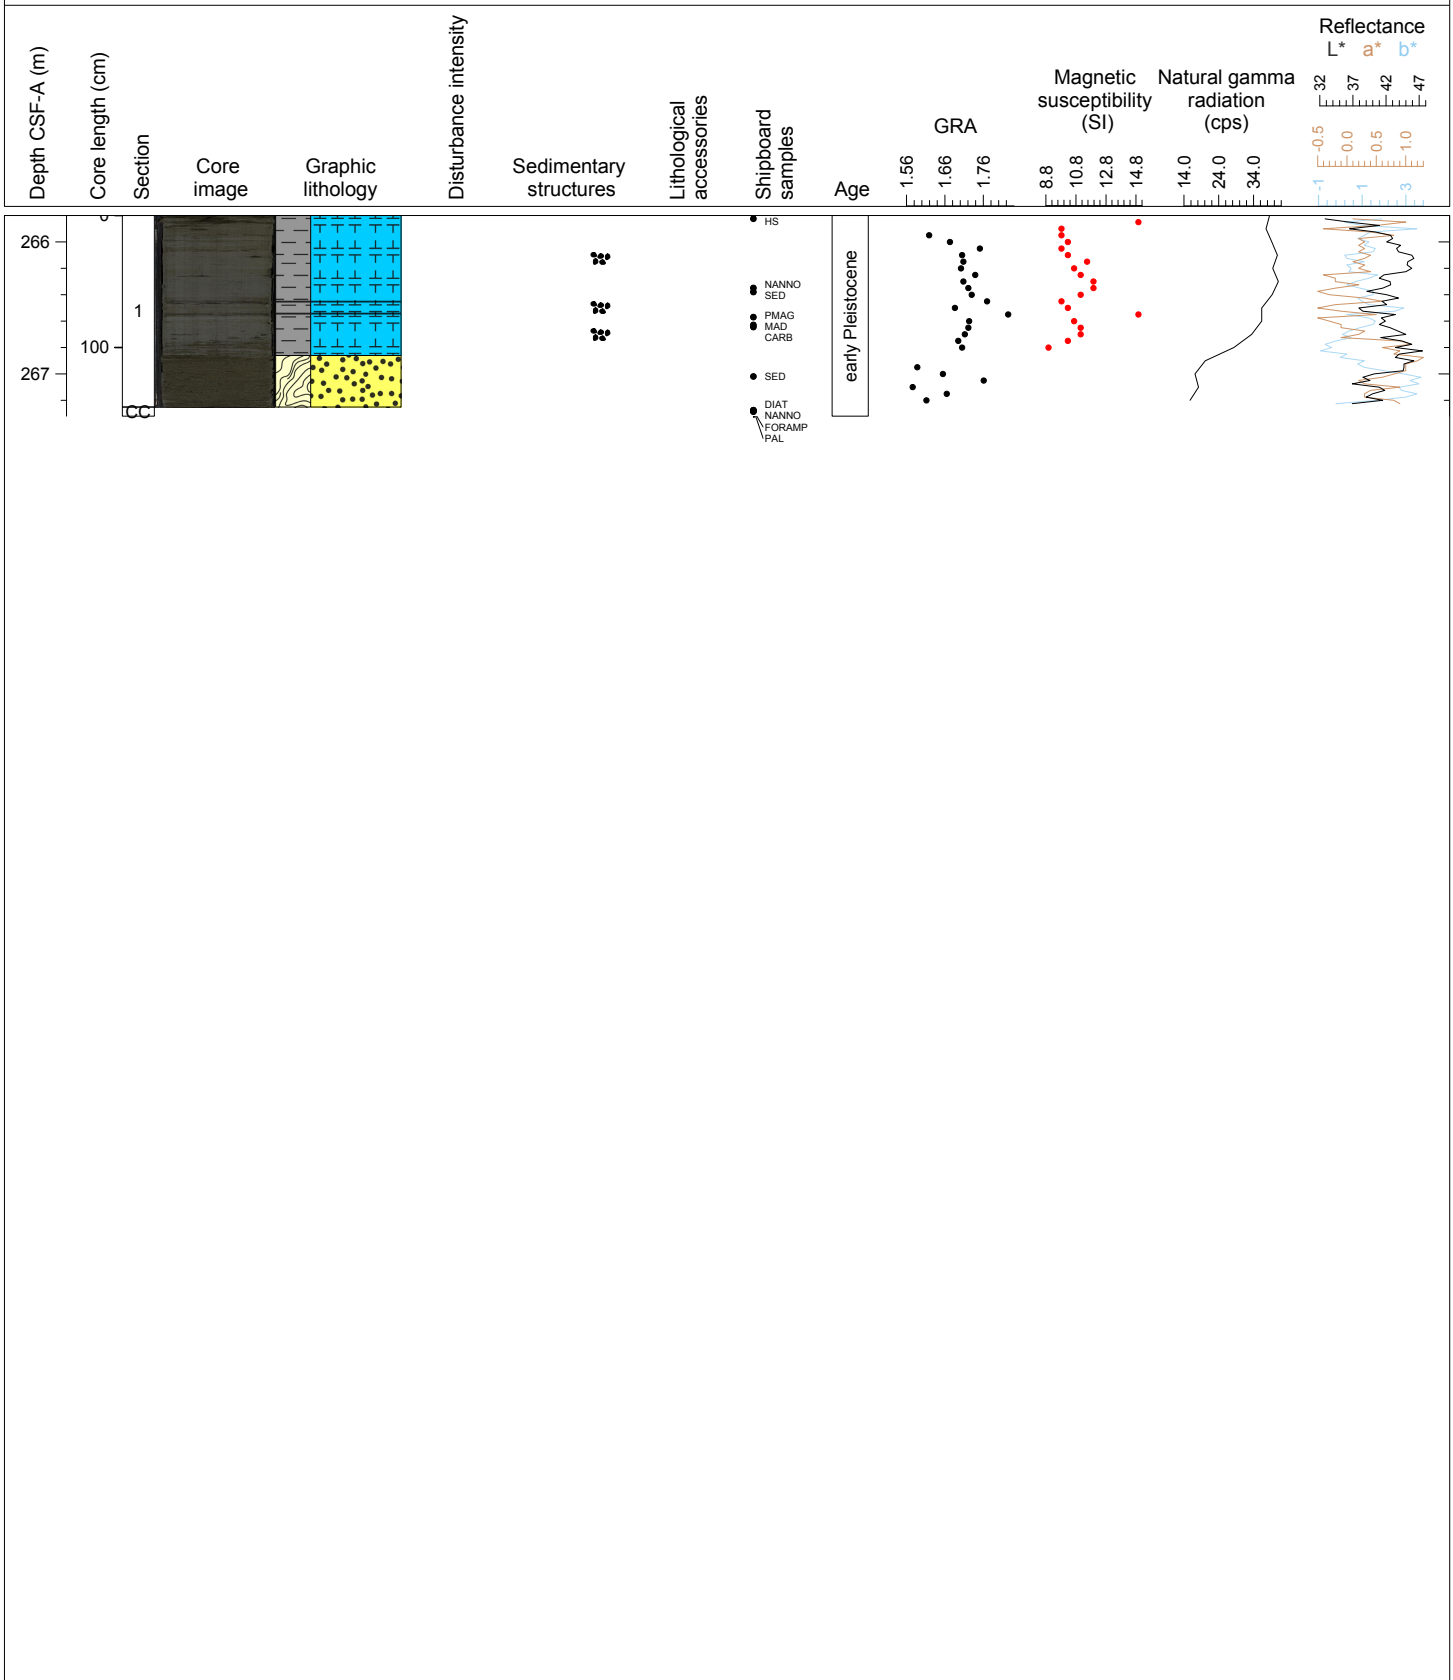 Depth CSF-A (m)
Core length (cm)
Section
Core
image
Graphic
lithology
Disturbance intensity
Sedimentary
structures
Lithological
accessories
Shipboard
samples
Age
GRA
1.56
1.66
1.76
Magnetic
susceptibility
(SI)
8.8
10.8
12.8
14.8
Natural gamma
radiation
(cps)
14.0
24.0
34.0
Reflectance
L* a* b*
32
37
42
47
-0.5
0.0
0.5
1.0
-1
1
3
266
267
0
100
1
CC
HS
NANNO
SED
PMAG
MAD
CARB
SED
DIAT
NANNO
FORAMP
PAL
early Pleistocene